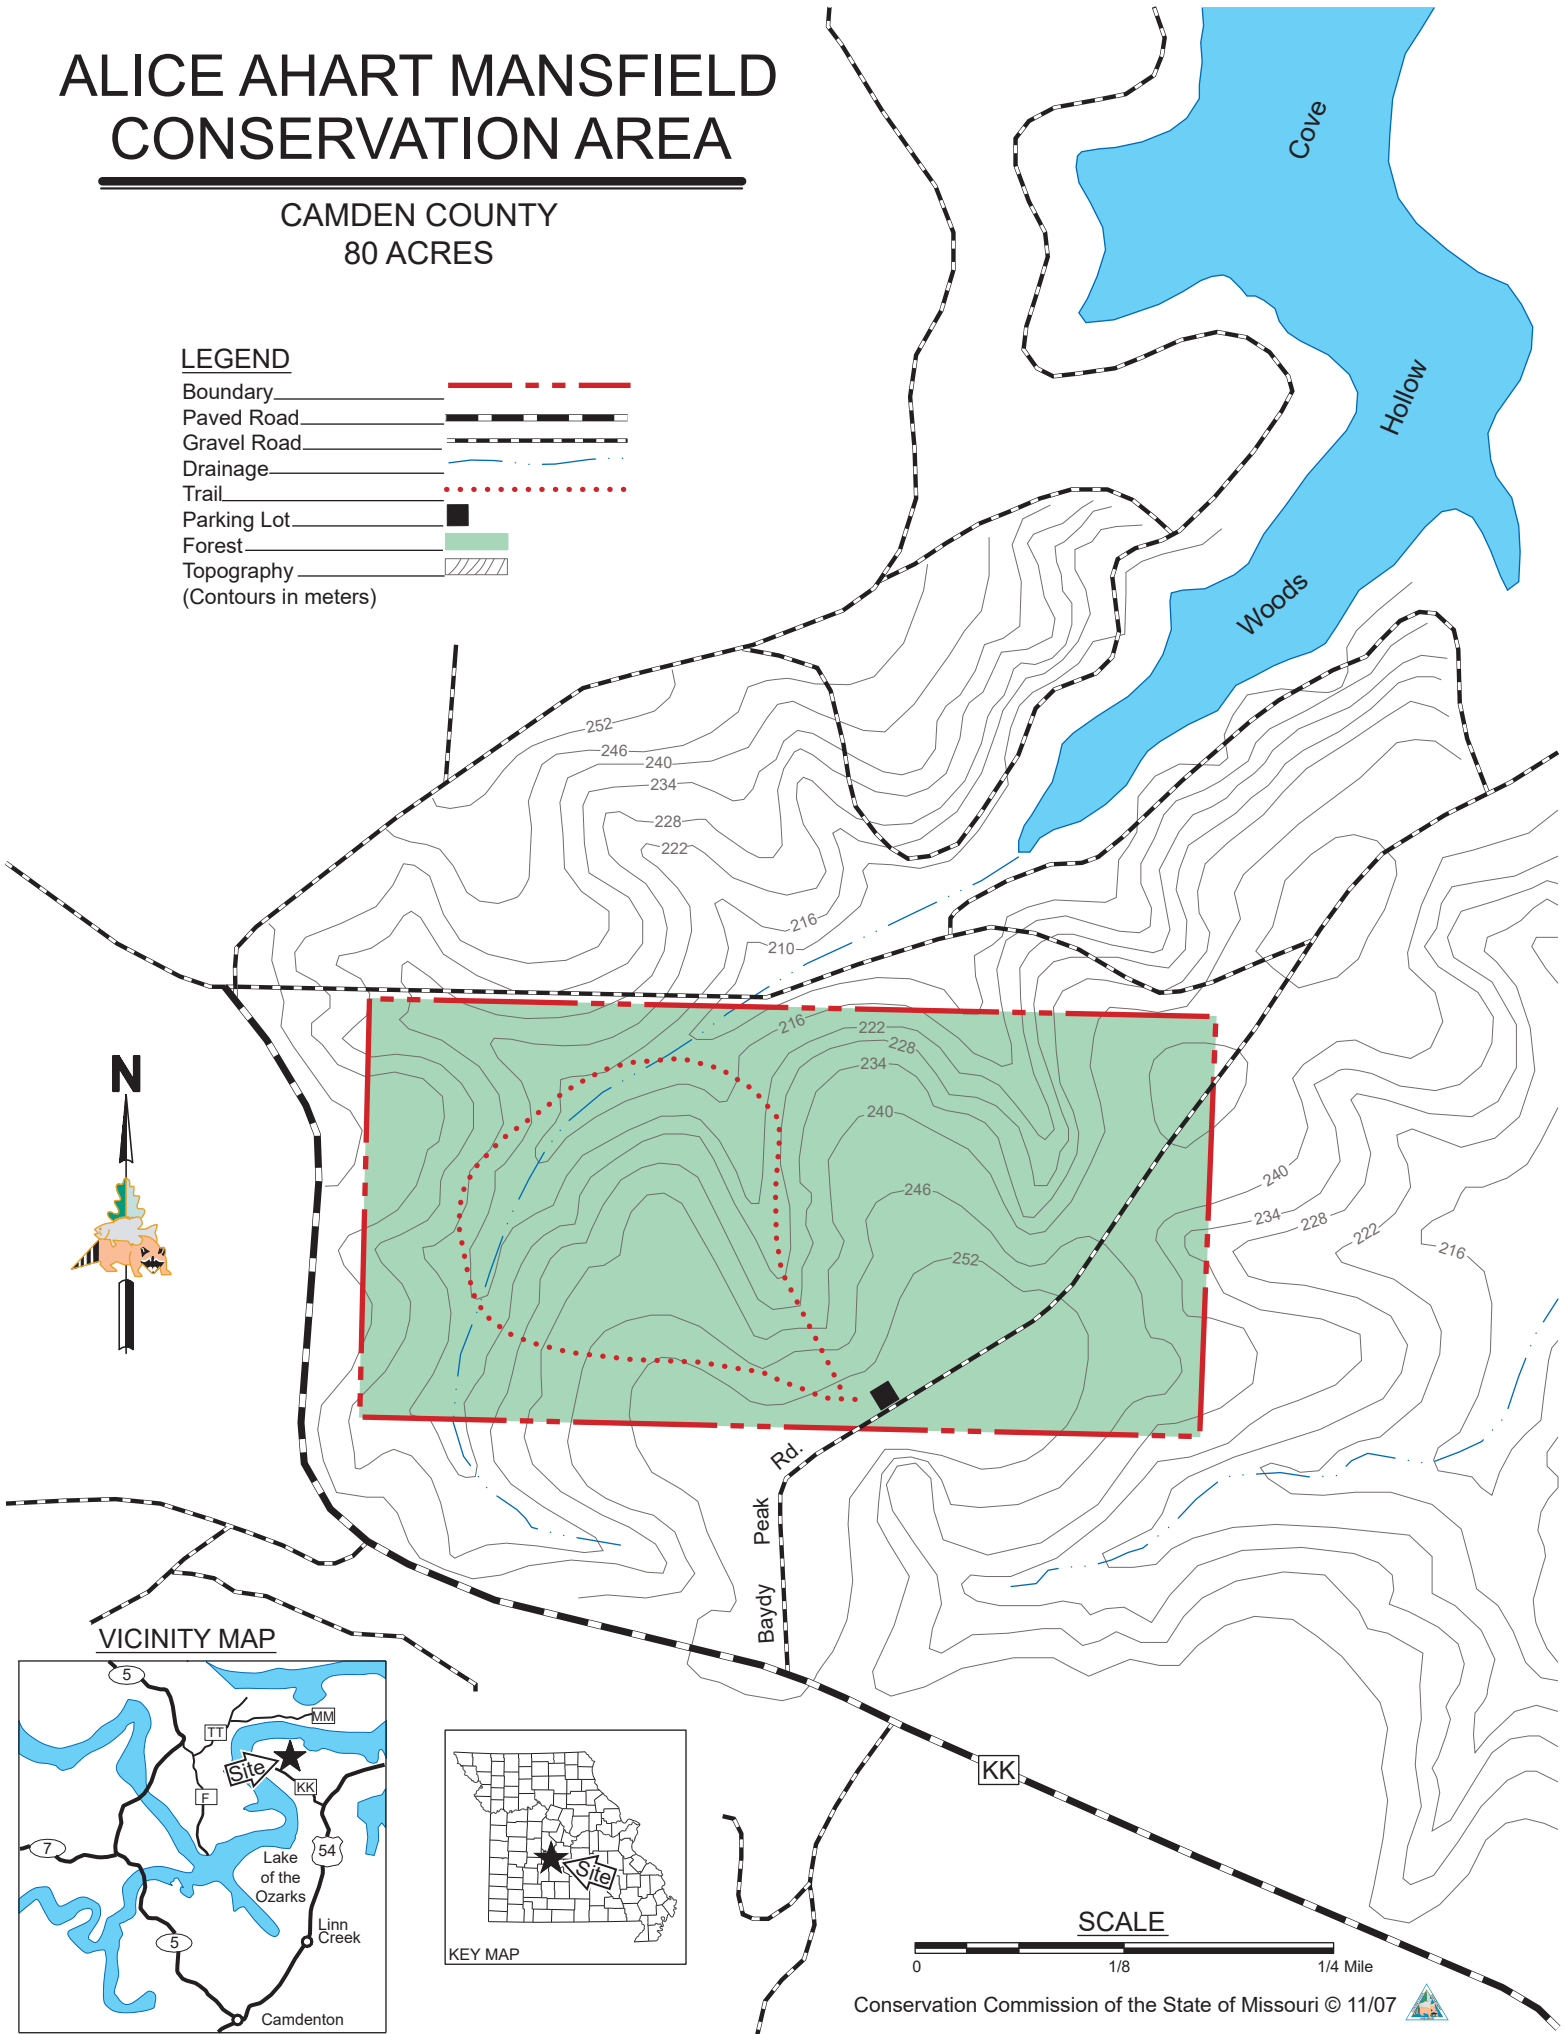 ALICE AHART MANSFIELD
CONSERVATION AREA
CAMDEN COUNTY
80 ACRES
LEGEND
Boundary
Paved Road
Gravel Road
Drainage
Trail
Parking Lot
Forest
Topography
(Contours in meters)
Cove
Hollow
Woods
252
246
240
234
228
222
216
210
216
222
228
234
240
246
252
240
234
228
222
216
N
Rd.
Peak
Baydy
KK
VICINITY MAP
5
TT
MM
Site
KK
F
7
54
Lake
of the
Ozarks
Linn
Creek
5
Camdenton
Site
KEY MAP
SCALE
0 1/8 1/4 Mile
Conservation Commission of the State of Missouri © 11/07